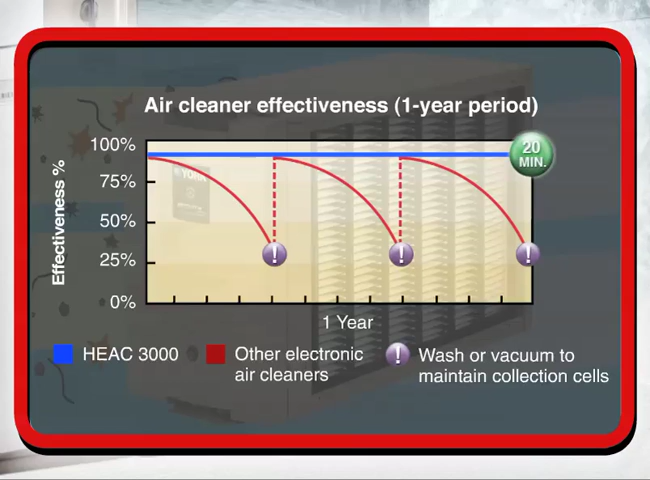 Air cleaner effectiveness (1-year period)
Effectiveness %
100%
75%
50%
25%
0%
20
MIN.
YORK
!
!
!
1 Year
HEAC 3000
Other electronic
air cleaners
!
Wash or vacuum to
maintain collection cells